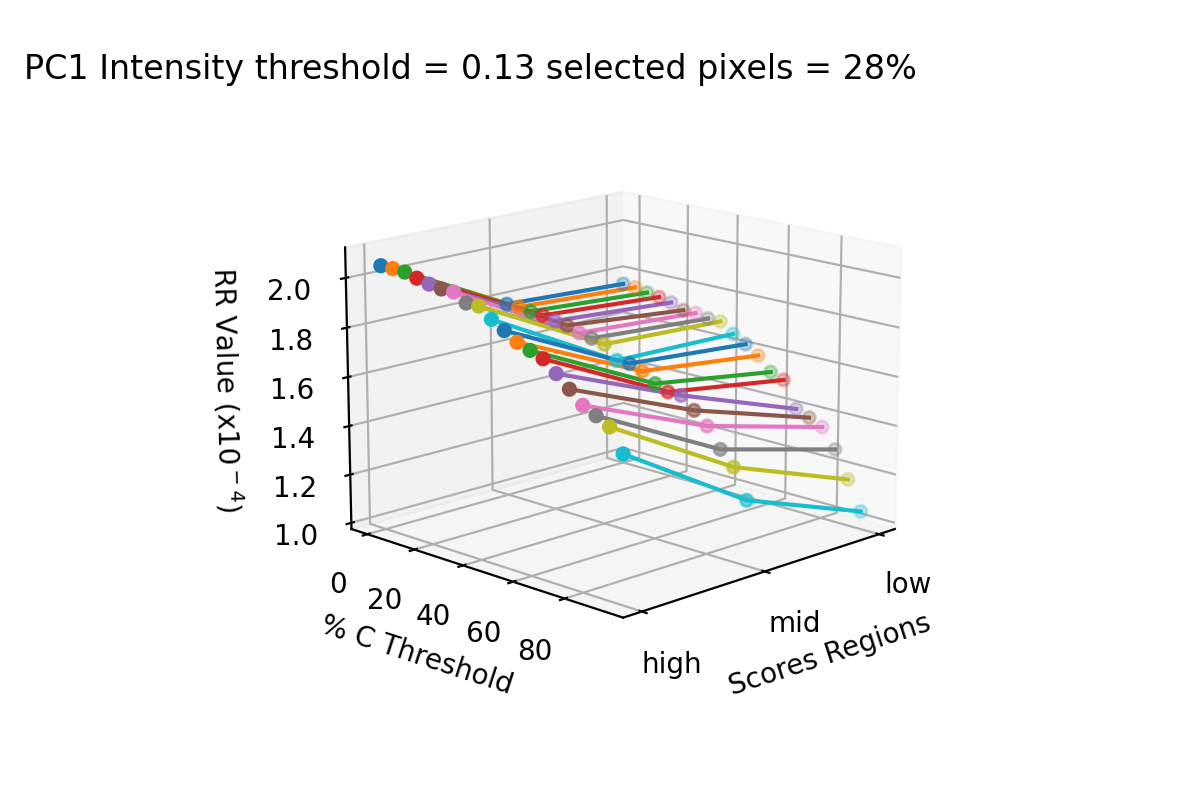 PC1 Intensity threshold = 0.13 selected pixels = 28%
RR Value (x10⁻⁴)
2.0
1.8
1.6
1.4
1.2
1.0
0
20
40
60
80
% C Threshold
high
mid
low
Scores Regions